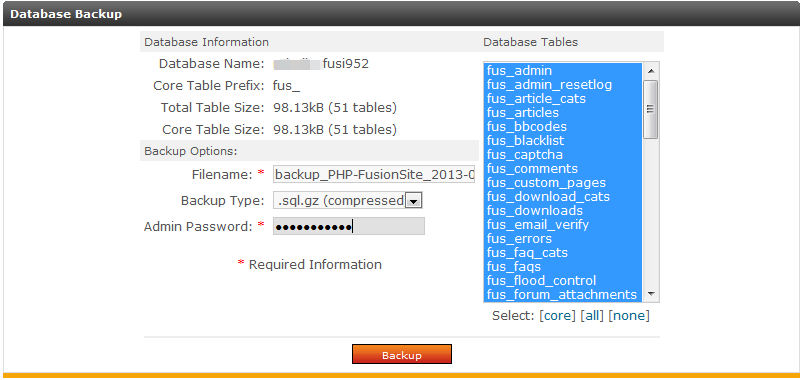 Database Backup
Database Information
Database Name: fusi952
Core Table Prefix: fus_
Total Table Size: 98.13kB (51 tables)
Core Table Size: 98.13kB (51 tables)
Backup Options:
Filename: * backup_PHP-FusionSite_2013-0
Backup Type: .sql.gz (compressed
Admin Password: * ●●●●●●●●●●●
* Required Information
Database Tables
fus_admin
fus_admin_resetlog
fus_article_cats
fus_articles
fus_bbcodes
fus_blacklist
fus_captcha
fus_comments
fus_custom_pages
fus_download_cats
fus_downloads
fus_email_verify
fus_errors
fus_faq_cats
fus_faqs
fus_flood_control
fus_forum_attachments
Select: [core] [all] [none]
Backup